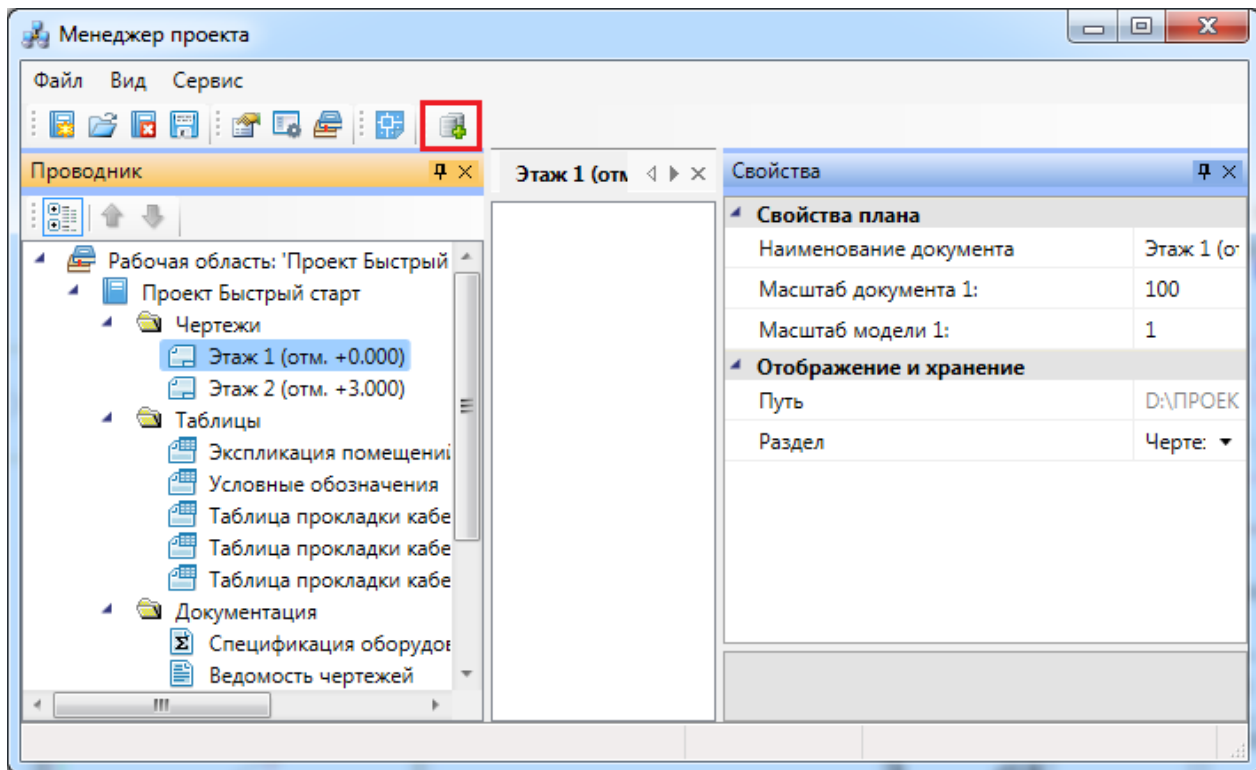 Менеджер проекта
Файл Вид Сервис
Проводник
Рабочая область: 'Проект Быстрый
Проект Быстрый старт
Чертежи
Этаж 1 (отм. +0.000)
Этаж 2 (отм. +3.000)
Таблицы
Экспликация помещений
Условные обозначения
Таблица прокладки кабе
Таблица прокладки кабе
Таблица прокладки кабе
Документация
Спецификация оборудов
Ведомость чертежей
Этаж 1 (отм
Свойства
Свойства плана
Наименование документа Этаж 1 (от
Масштаб документа 1: 100
Масштаб модели 1: 1
Отображение и хранение
Путь D:\ПРОЕК
Раздел Черте: